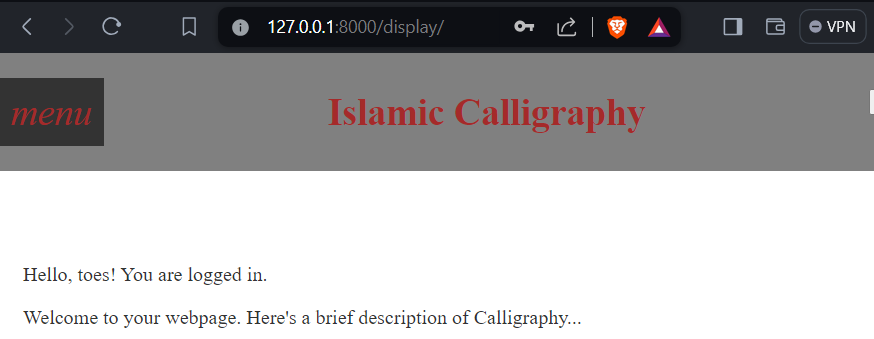 127.0.0.1:8000/display/
VPN
menu
Islamic Calligraphy
Hello, toes! You are logged in.
Welcome to your webpage. Here's a brief description of Calligraphy...